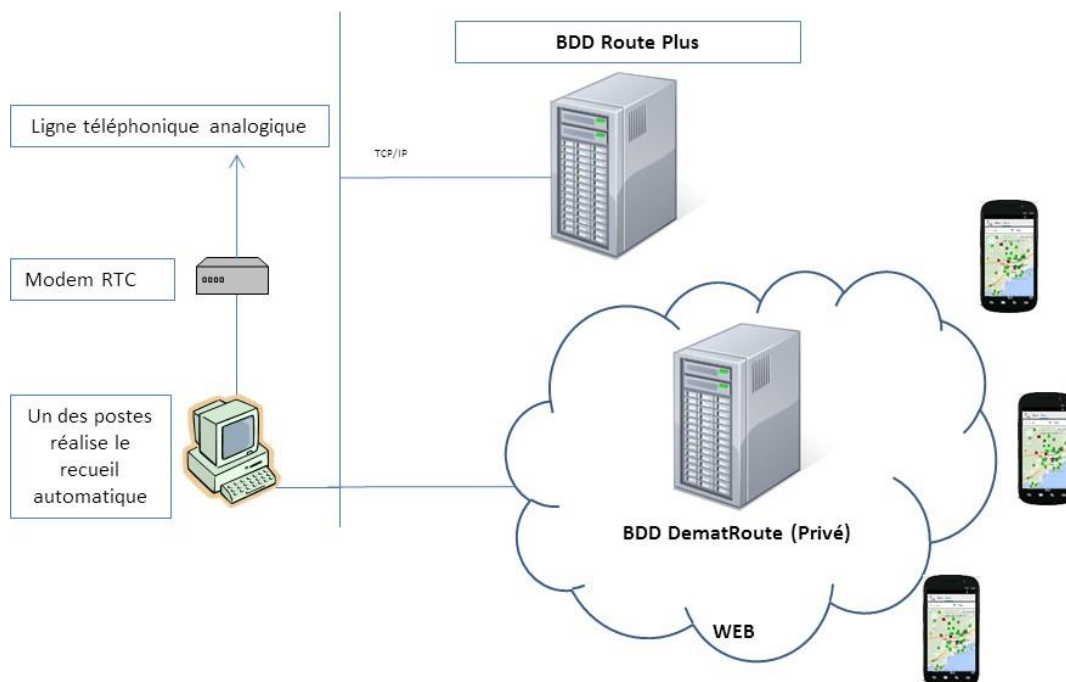 BDD Route Plus
Ligne téléphonique analogique
TCP/IP
Modem RTC
Un des postes
réalise le
recueil
automatique
BDD DematRoute (Privé)
WEB